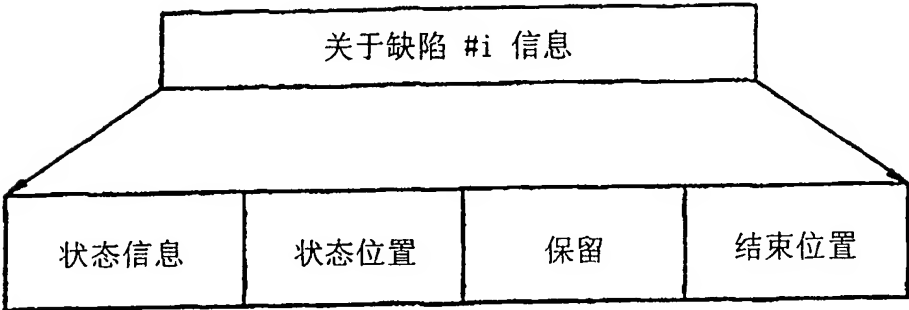 关于缺陷 #i 信息
状态信息
状态位置
保留
结束位置